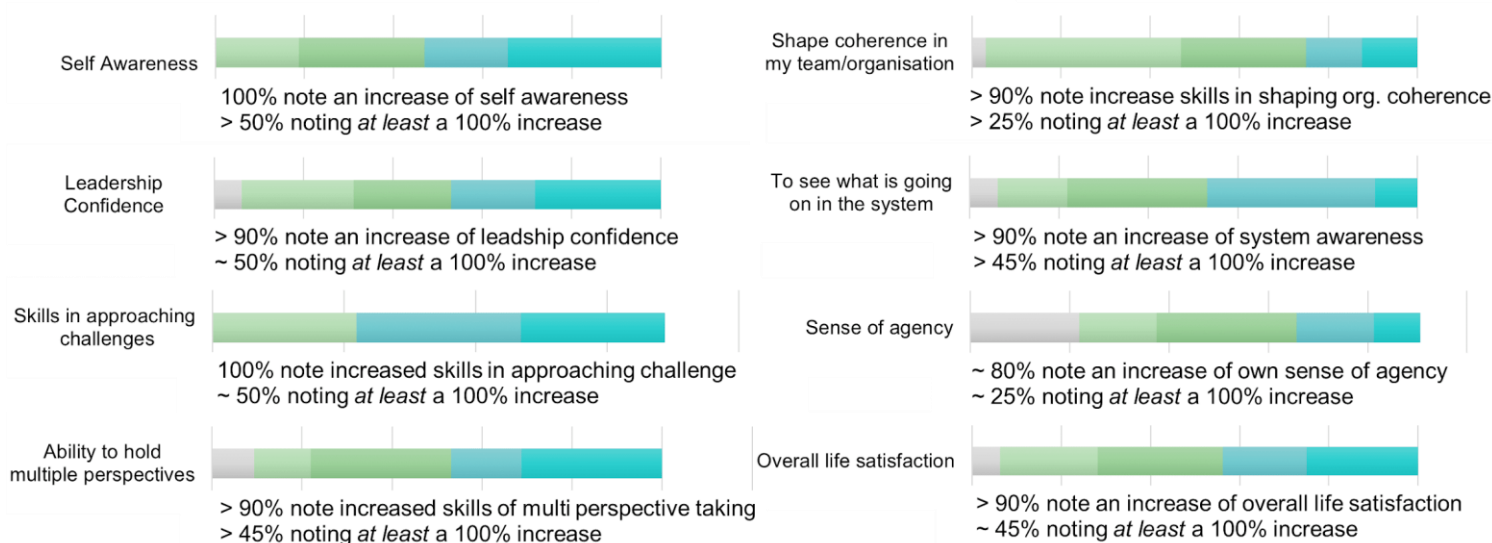 Self Awareness
100% note an increase of self awareness
> 50% noting at least a 100% increase
Leadership
Confidence
> 90% note an increase of leadship confidence
~ 50% noting at least a 100% increase
Skills in approaching
challenges
100% note increased skills in approaching challenge
~ 50% noting at least a 100% increase
Ability to hold
multiple perspectives
> 90% note increased skills of multi perspective taking
> 45% noting at least a 100% increase
Shape coherence in
my team/organisation
> 90% note increase skills in shaping org. coherence
> 25% noting at least a 100% increase
To see what is going
on in the system
> 90% note an increase of system awareness
> 45% noting at least a 100% increase
Sense of agency
~ 80% note an increase of own sense of agency
~ 25% noting at least a 100% increase
Overall life satisfaction
> 90% note an increase of overall life satisfaction
~ 45% noting at least a 100% increase